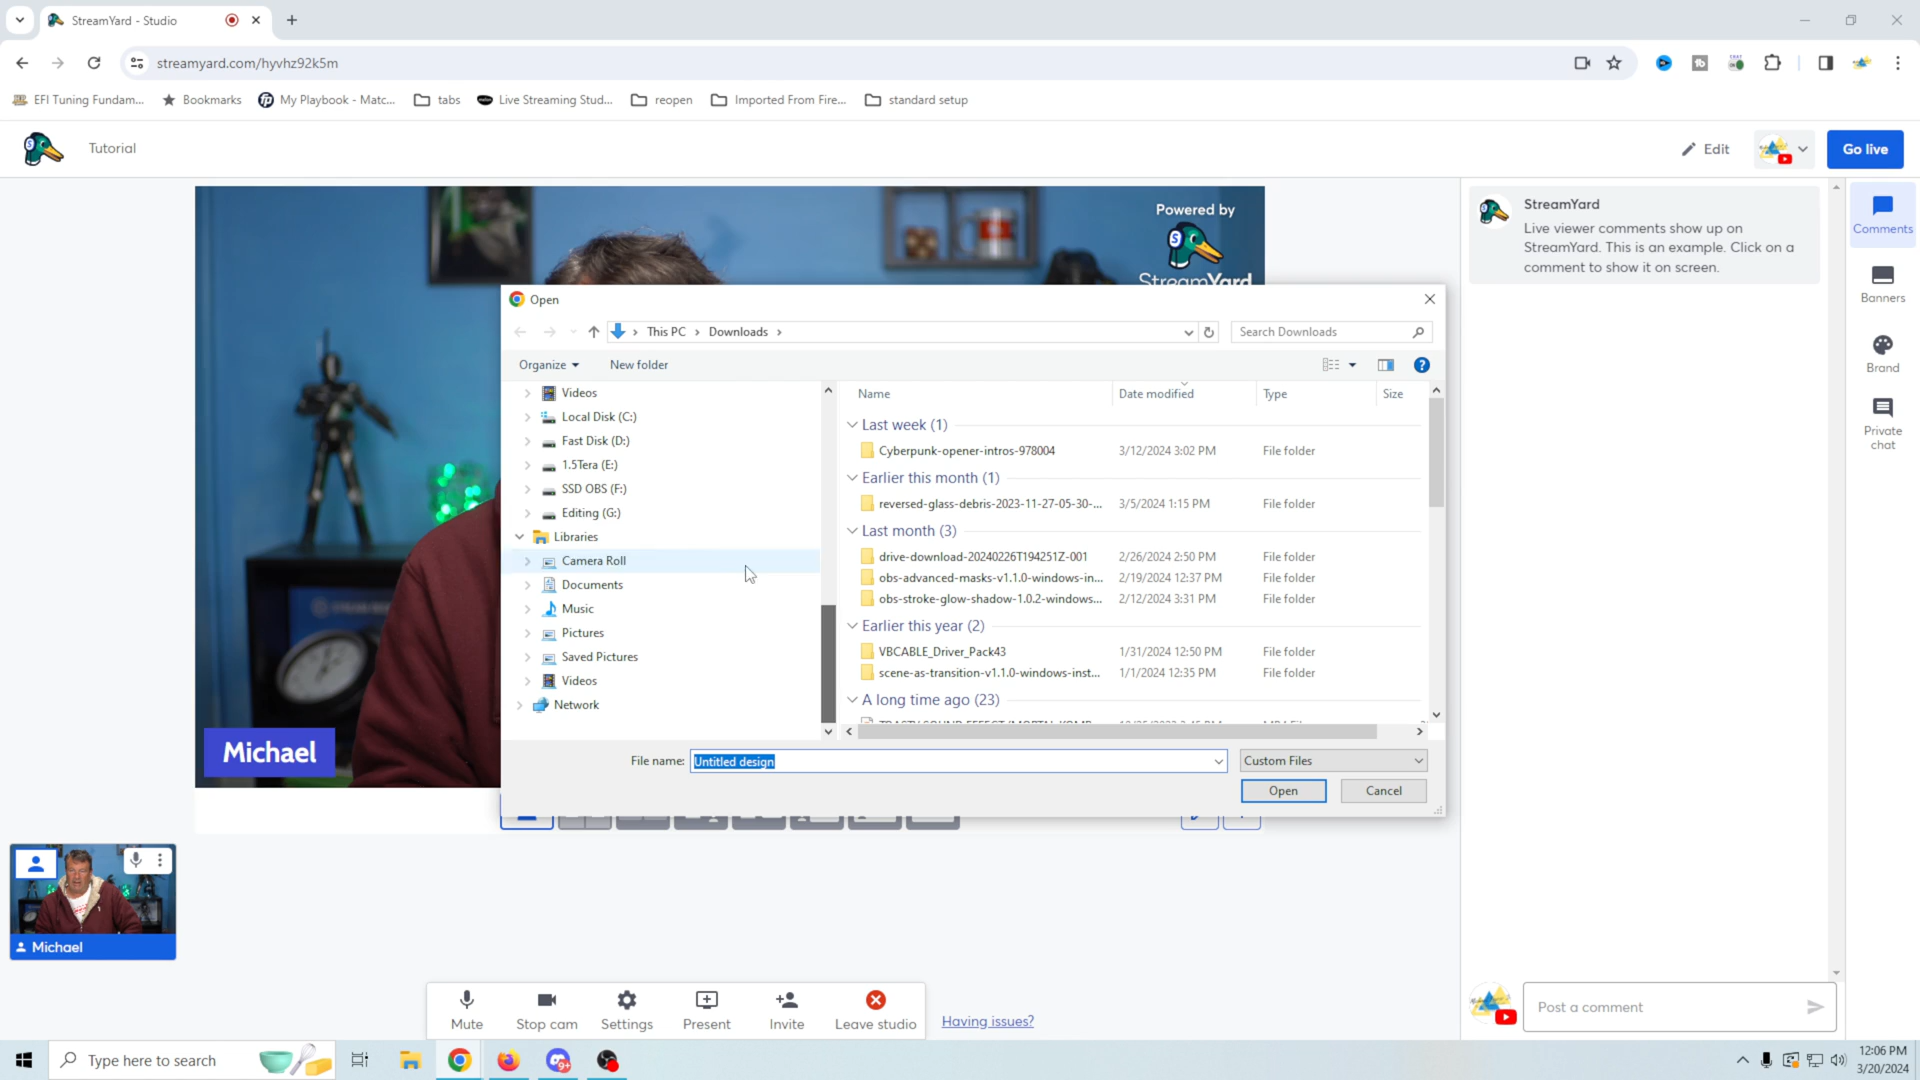 StreamYard - Studio
streamyard.com/hyvhz92k5m
EFI Tuning Fundam...
Bookmarks
My Playbook - Matc...
tabs
Live Streaming Stud...
reopen
Imported From Fire...
standard setup
Tutorial
Edit
Go live
Powered by
StreamYard
Michael
Michael
StreamYard
Live viewer comments show up on
StreamYard. This is an example. Click on a
comment to show it on screen.
Comments
Banners
Brand
Private
chat
Open
This PC
Downloads
Search Downloads
Organize
New folder
Videos
Local Disk (C:)
Fast Disk (D:)
1.5Tera (E:)
SSD OBS (F:)
Editing (G:)
Libraries
Camera Roll
Documents
Music
Pictures
Saved Pictures
Videos
Network
Name Date modified Type Size
Last week (1)
Cyberpunk-opener-intros-978004 3/12/2024 3:02 PM File folder
Earlier this month (1)
reversed-glass-debris-2023-11-27-05-30-... 3/5/2024 1:15 PM File folder
Last month (3)
drive-download-20240226T194251Z-001 2/26/2024 2:50 PM File folder
obs-advanced-masks-v1.1.0-windows-in... 2/19/2024 12:37 PM File folder
obs-stroke-glow-shadow-1.0.2-windows... 2/12/2024 3:31 PM File folder
Earlier this year (2)
VBCABLE_Driver_Pack43 1/31/2024 12:50 PM File folder
scene-as-transition-v1.1.0-windows-inst... 1/1/2024 12:35 PM File folder
A long time ago (23)
File name: Untitled design Custom Files
Open Cancel
Mute
Stop cam
Settings
Present
Invite
Leave studio
Having issues?
Post a comment
Type here to search
9+
12:06 PM
3/20/2024